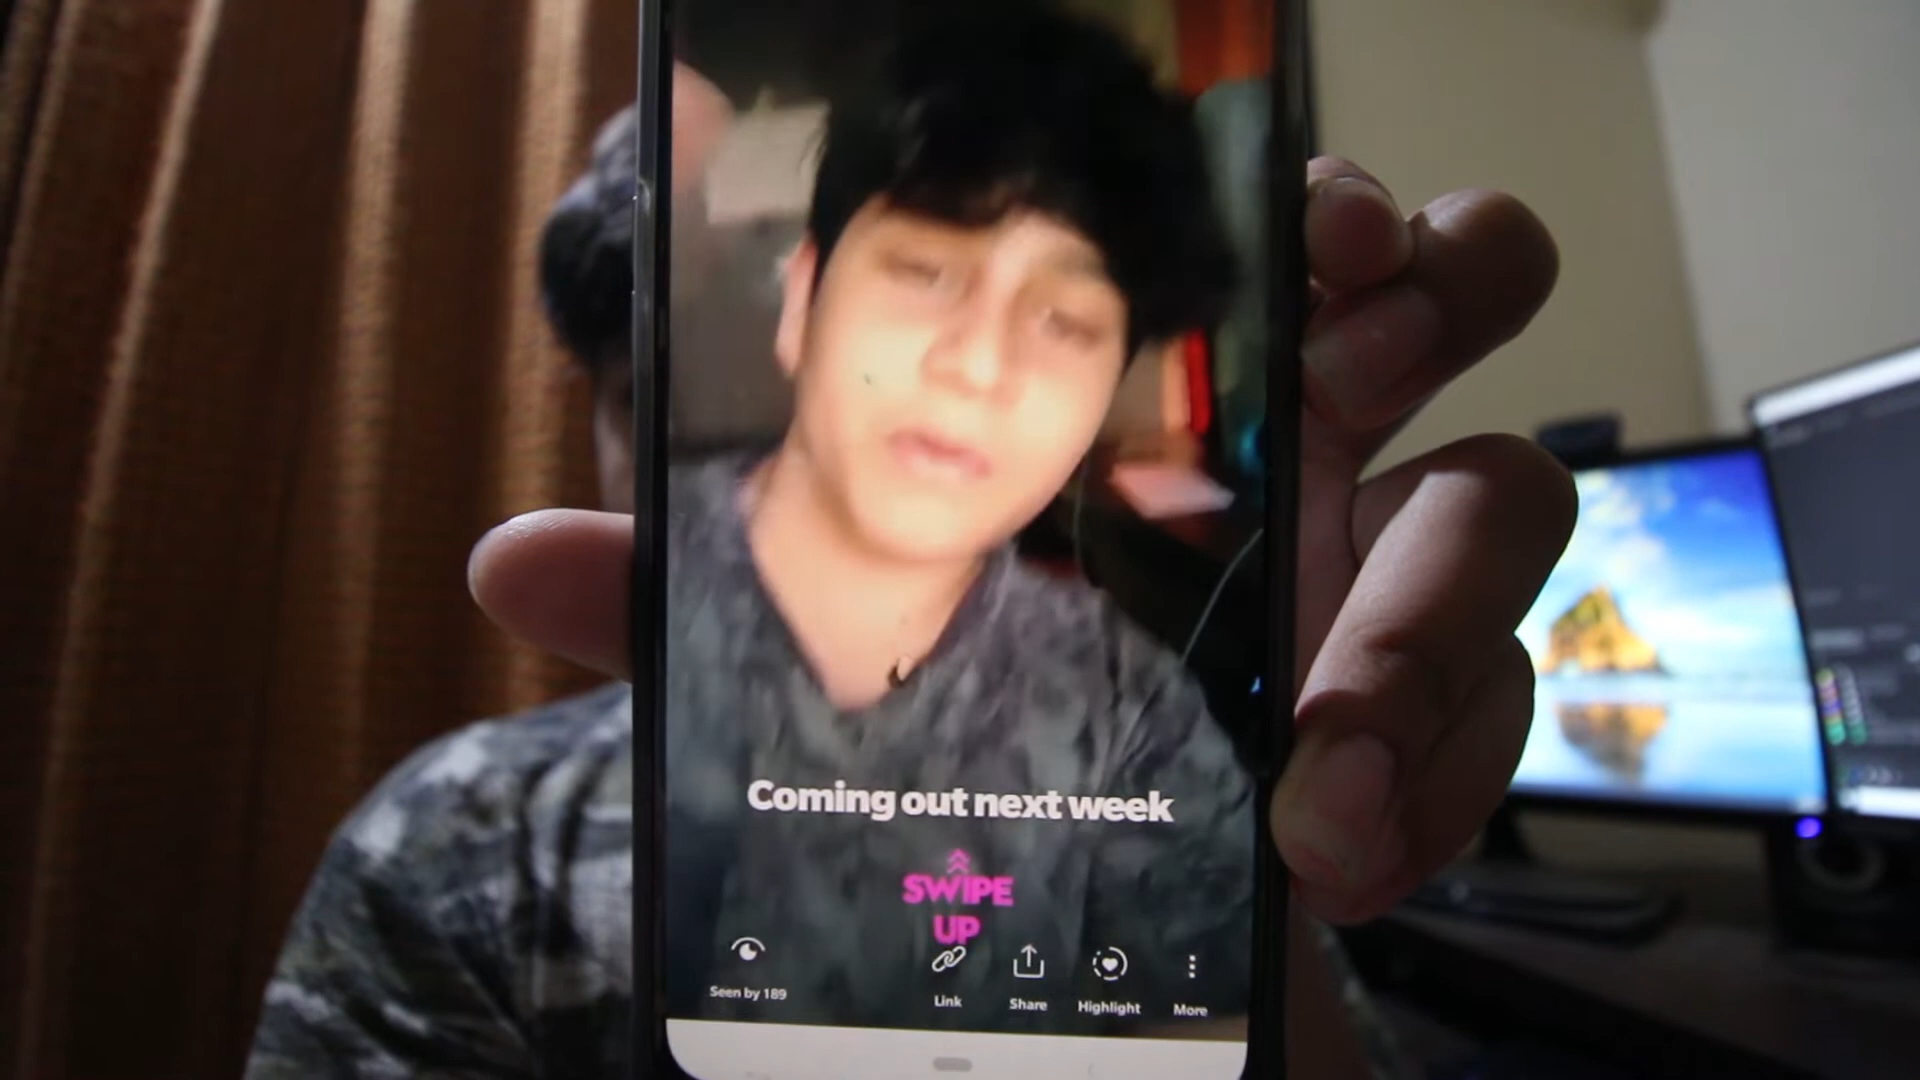 Coming out next week
SWIPE
UP
Seen by 189
Link
Share
Highlight
More